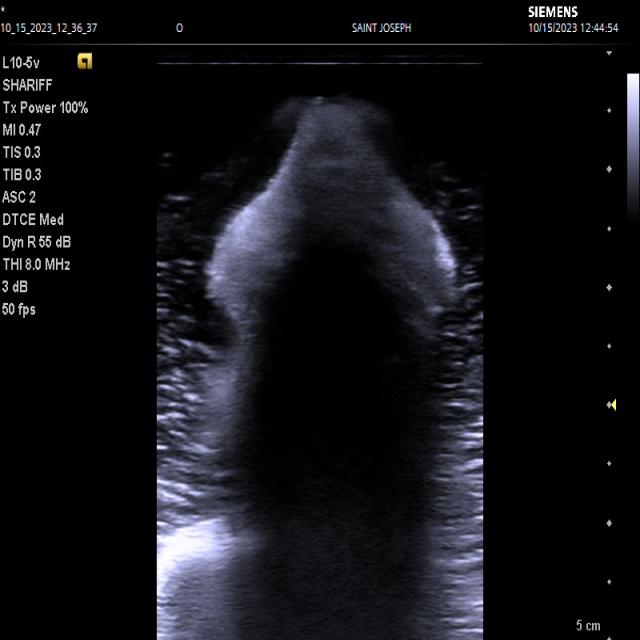 *
SIEMENS
10_15_2023_12_36_37
O
SAINT JOSEPH
10/15/2023 12:44:54
L10-5v
SHARIFF
Tx Power 100%
MI 0.47
TIS 0.3
TIB 0.3
ASC 2
DTCE Med
Dyn R 55 dB
THI 8.0 MHz
3 dB
50 fps
5 cm